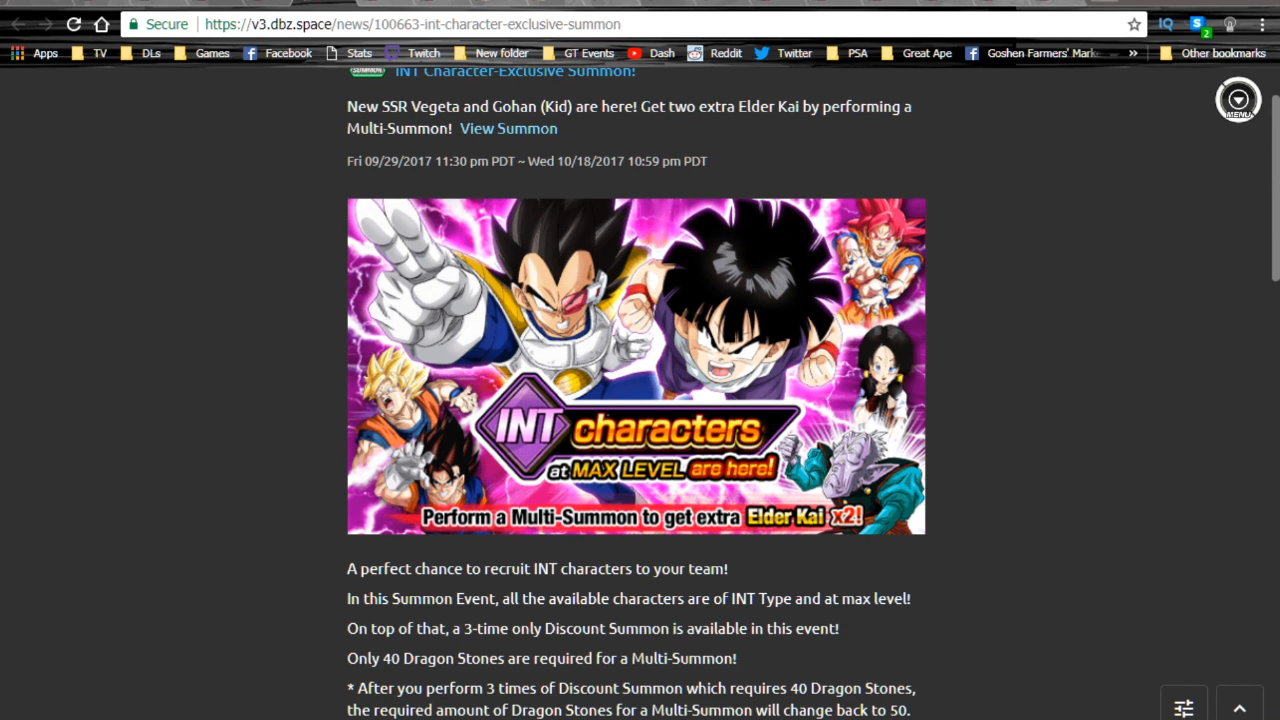 Secure https://v3.dbz.space/news/100663-int-character-exclusive-summon
IQ S 2
Apps TV DLs Games Facebook Stats Twitch New folder GT Events Dash Reddit Twitter PSA Great Ape Goshen Farmers' Mark » Other bookmarks
SUMMON INT Character-Exclusive Summon!
MENU
New SSR Vegeta and Gohan (Kid) are here! Get two extra Elder Kai by performing a
Multi-Summon! View Summon
Fri 09/29/2017 11:30 pm PDT ~ Wed 10/18/2017 10:59 pm PDT
INT characters
at MAX LEVEL are here!
Perform a Multi-Summon to get extra Elder Kai x2!
A perfect chance to recruit INT characters to your team!
In this Summon Event, all the available characters are of INT Type and at max level!
On top of that, a 3-time only Discount Summon is available in this event!
Only 40 Dragon Stones are required for a Multi-Summon!
* After you perform 3 times of Discount Summon which requires 40 Dragon Stones,
the required amount of Dragon Stones for a Multi-Summon will change back to 50.